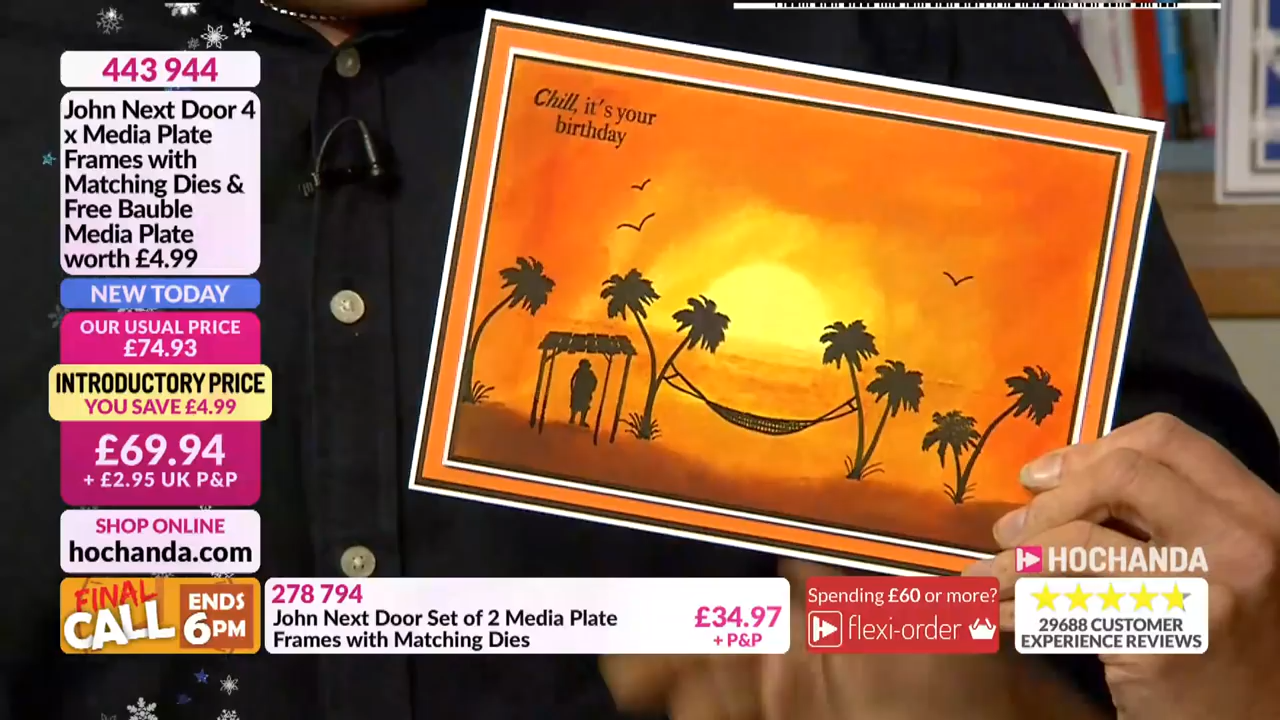 443 944
John Next Door 4
x Media Plate
Frames with
Matching Dies &
Free Bauble
Media Plate
worth £4.99
NEW TODAY
OUR USUAL PRICE
£74.93
INTRODUCTORY PRICE
YOU SAVE £4.99
£69.94
+ £2.95 UK P&P
SHOP ONLINE
hochanda.com
FINAL
CALL
ENDS
6PM
278 794
John Next Door Set of 2 Media Plate
Frames with Matching Dies
£34.97
+ P&P
Spending £60 or more?
flexi-order
HOCHANDA
29688 CUSTOMER
EXPERIENCE REVIEWS
Chill, it's your
birthday